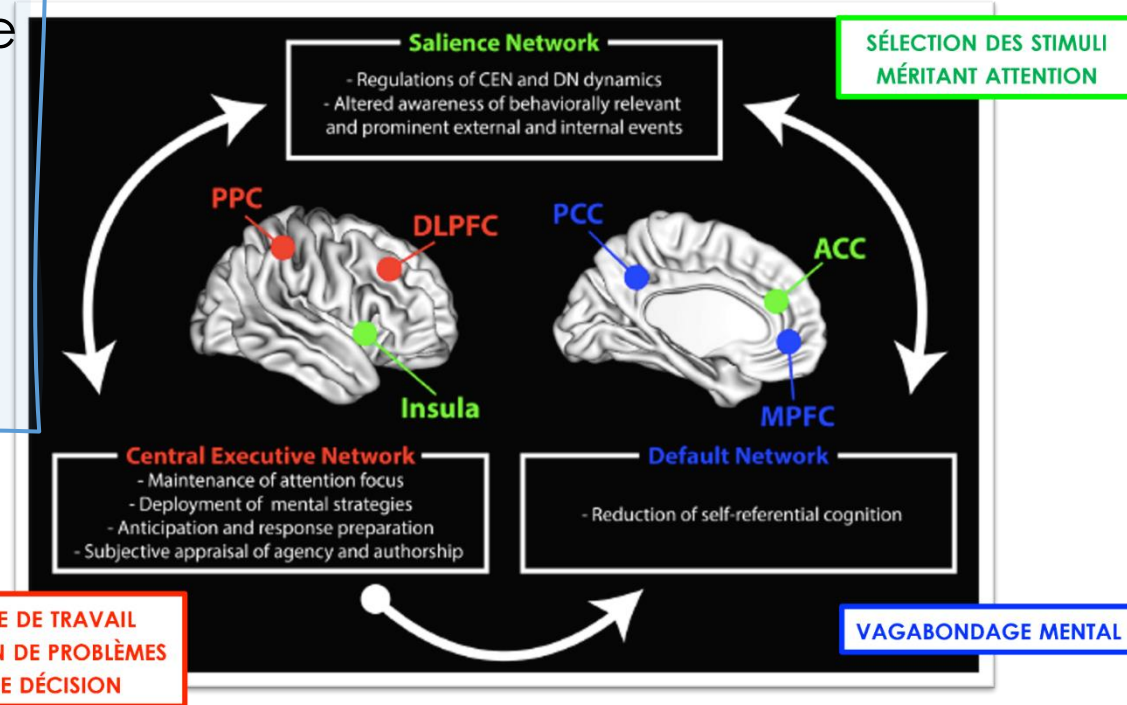 e
Salience Network
- Regulations of CEN and DN dynamics
- Altered awareness of behaviorally relevant
and prominent external and internal events
SÉLECTION DES STIMULI
MÉRITANT ATTENTION
PPC
DLPFC
Insula
PCC
ACC
MPFC
Central Executive Network
- Maintenance of attention focus
- Deployment of mental strategies
- Anticipation and response preparation
- Subjective appraisal of agency and authorship
Default Network
- Reduction of self-referential cognition
E DE TRAVAIL
N DE PROBLÈMES
E DÉCISION
VAGABONDAGE MENTAL